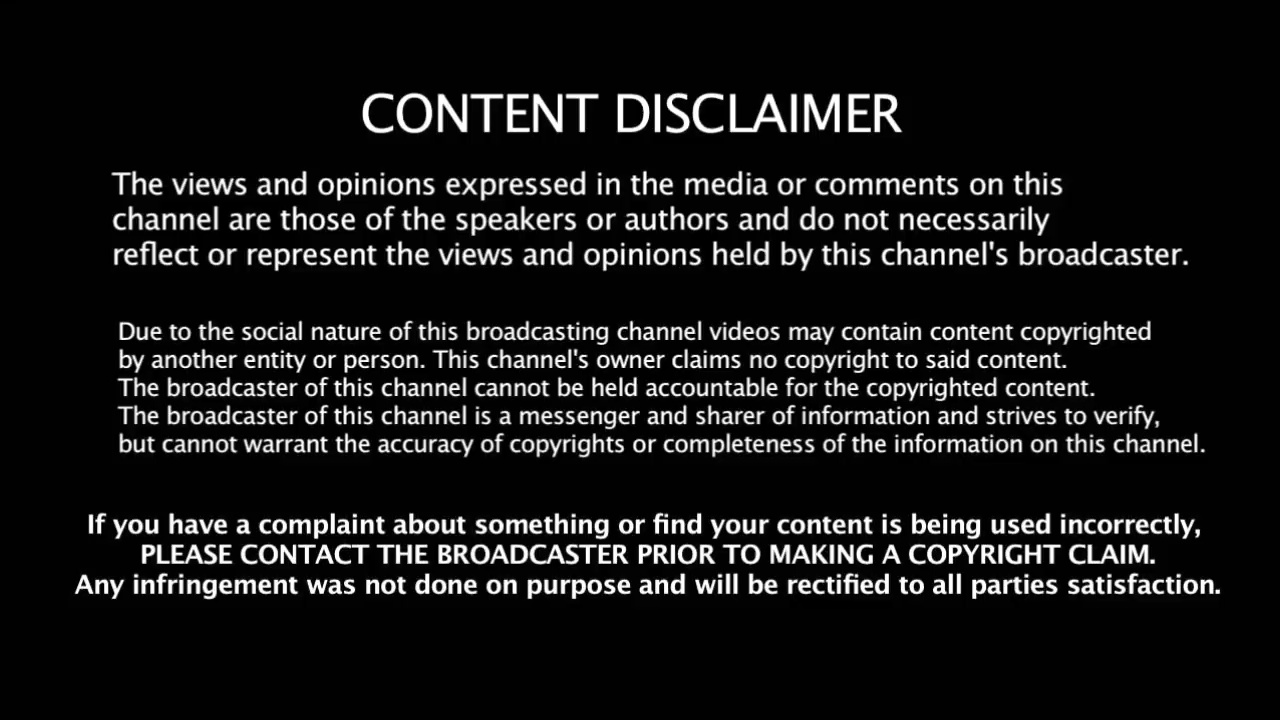 CONTENT DISCLAIMER
The views and opinions expressed in the media or comments on this
channel are those of the speakers or authors and do not necessarily
reflect or represent the views and opinions held by this channel's broadcaster.
Due to the social nature of this broadcasting channel videos may contain content copyrighted
by another entity or person. This channel's owner claims no copyright to said content.
The broadcaster of this channel cannot be held accountable for the copyrighted content.
The broadcaster of this channel is a messenger and sharer of information and strives to verify,
but cannot warrant the accuracy of copyrights or completeness of the information on this channel.
If you have a complaint about something or find your content is being used incorrectly,
PLEASE CONTACT THE BROADCASTER PRIOR TO MAKING A COPYRIGHT CLAIM.
Any infringement was not done on purpose and will be rectified to all parties satisfaction.